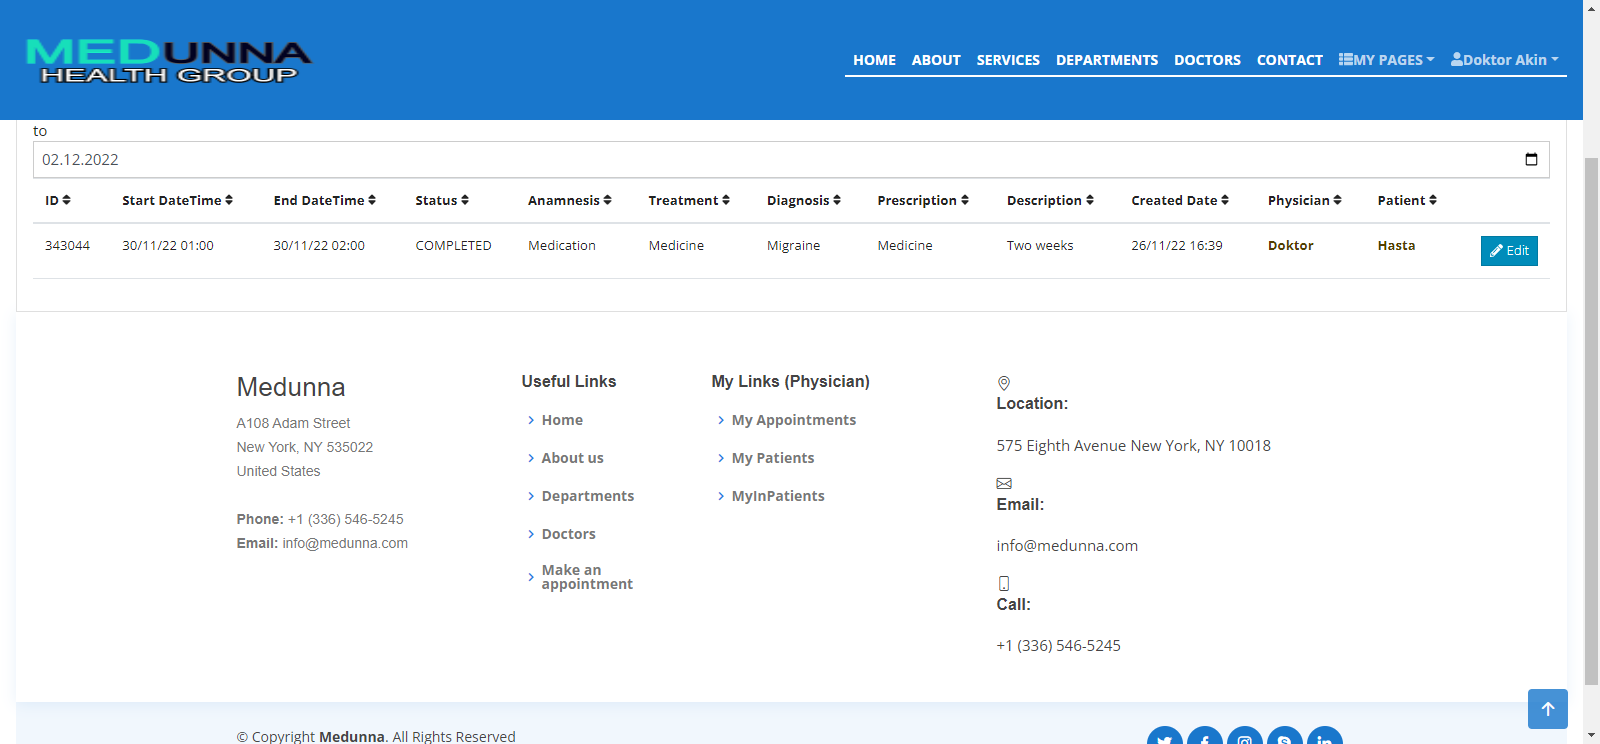 MEDUNNA
HEALTH GROUP
HOME ABOUT SERVICES DEPARTMENTS DOCTORS CONTACT MY PAGES Doktor Akin
to
02.12.2022
ID Start DateTime End DateTime Status Anamnesis Treatment Diagnosis Prescription Description Created Date Physician Patient
343044 30/11/22 01:00 30/11/22 02:00 COMPLETED Medication Medicine Migraine Medicine Two weeks 26/11/22 16:39 Doktor Hasta Edit
Medunna
A108 Adam Street
New York, NY 535022
United States
Phone: +1 (336) 546-5245
Email: info@medunna.com
Useful Links
Home
About us
Departments
Doctors
Make an
appointment
My Links (Physician)
My Appointments
My Patients
MyInPatients
Location:
575 Eighth Avenue New York, NY 10018
Email:
info@medunna.com
Call:
+1 (336) 546-5245
© Copyright Medunna. All Rights Reserved